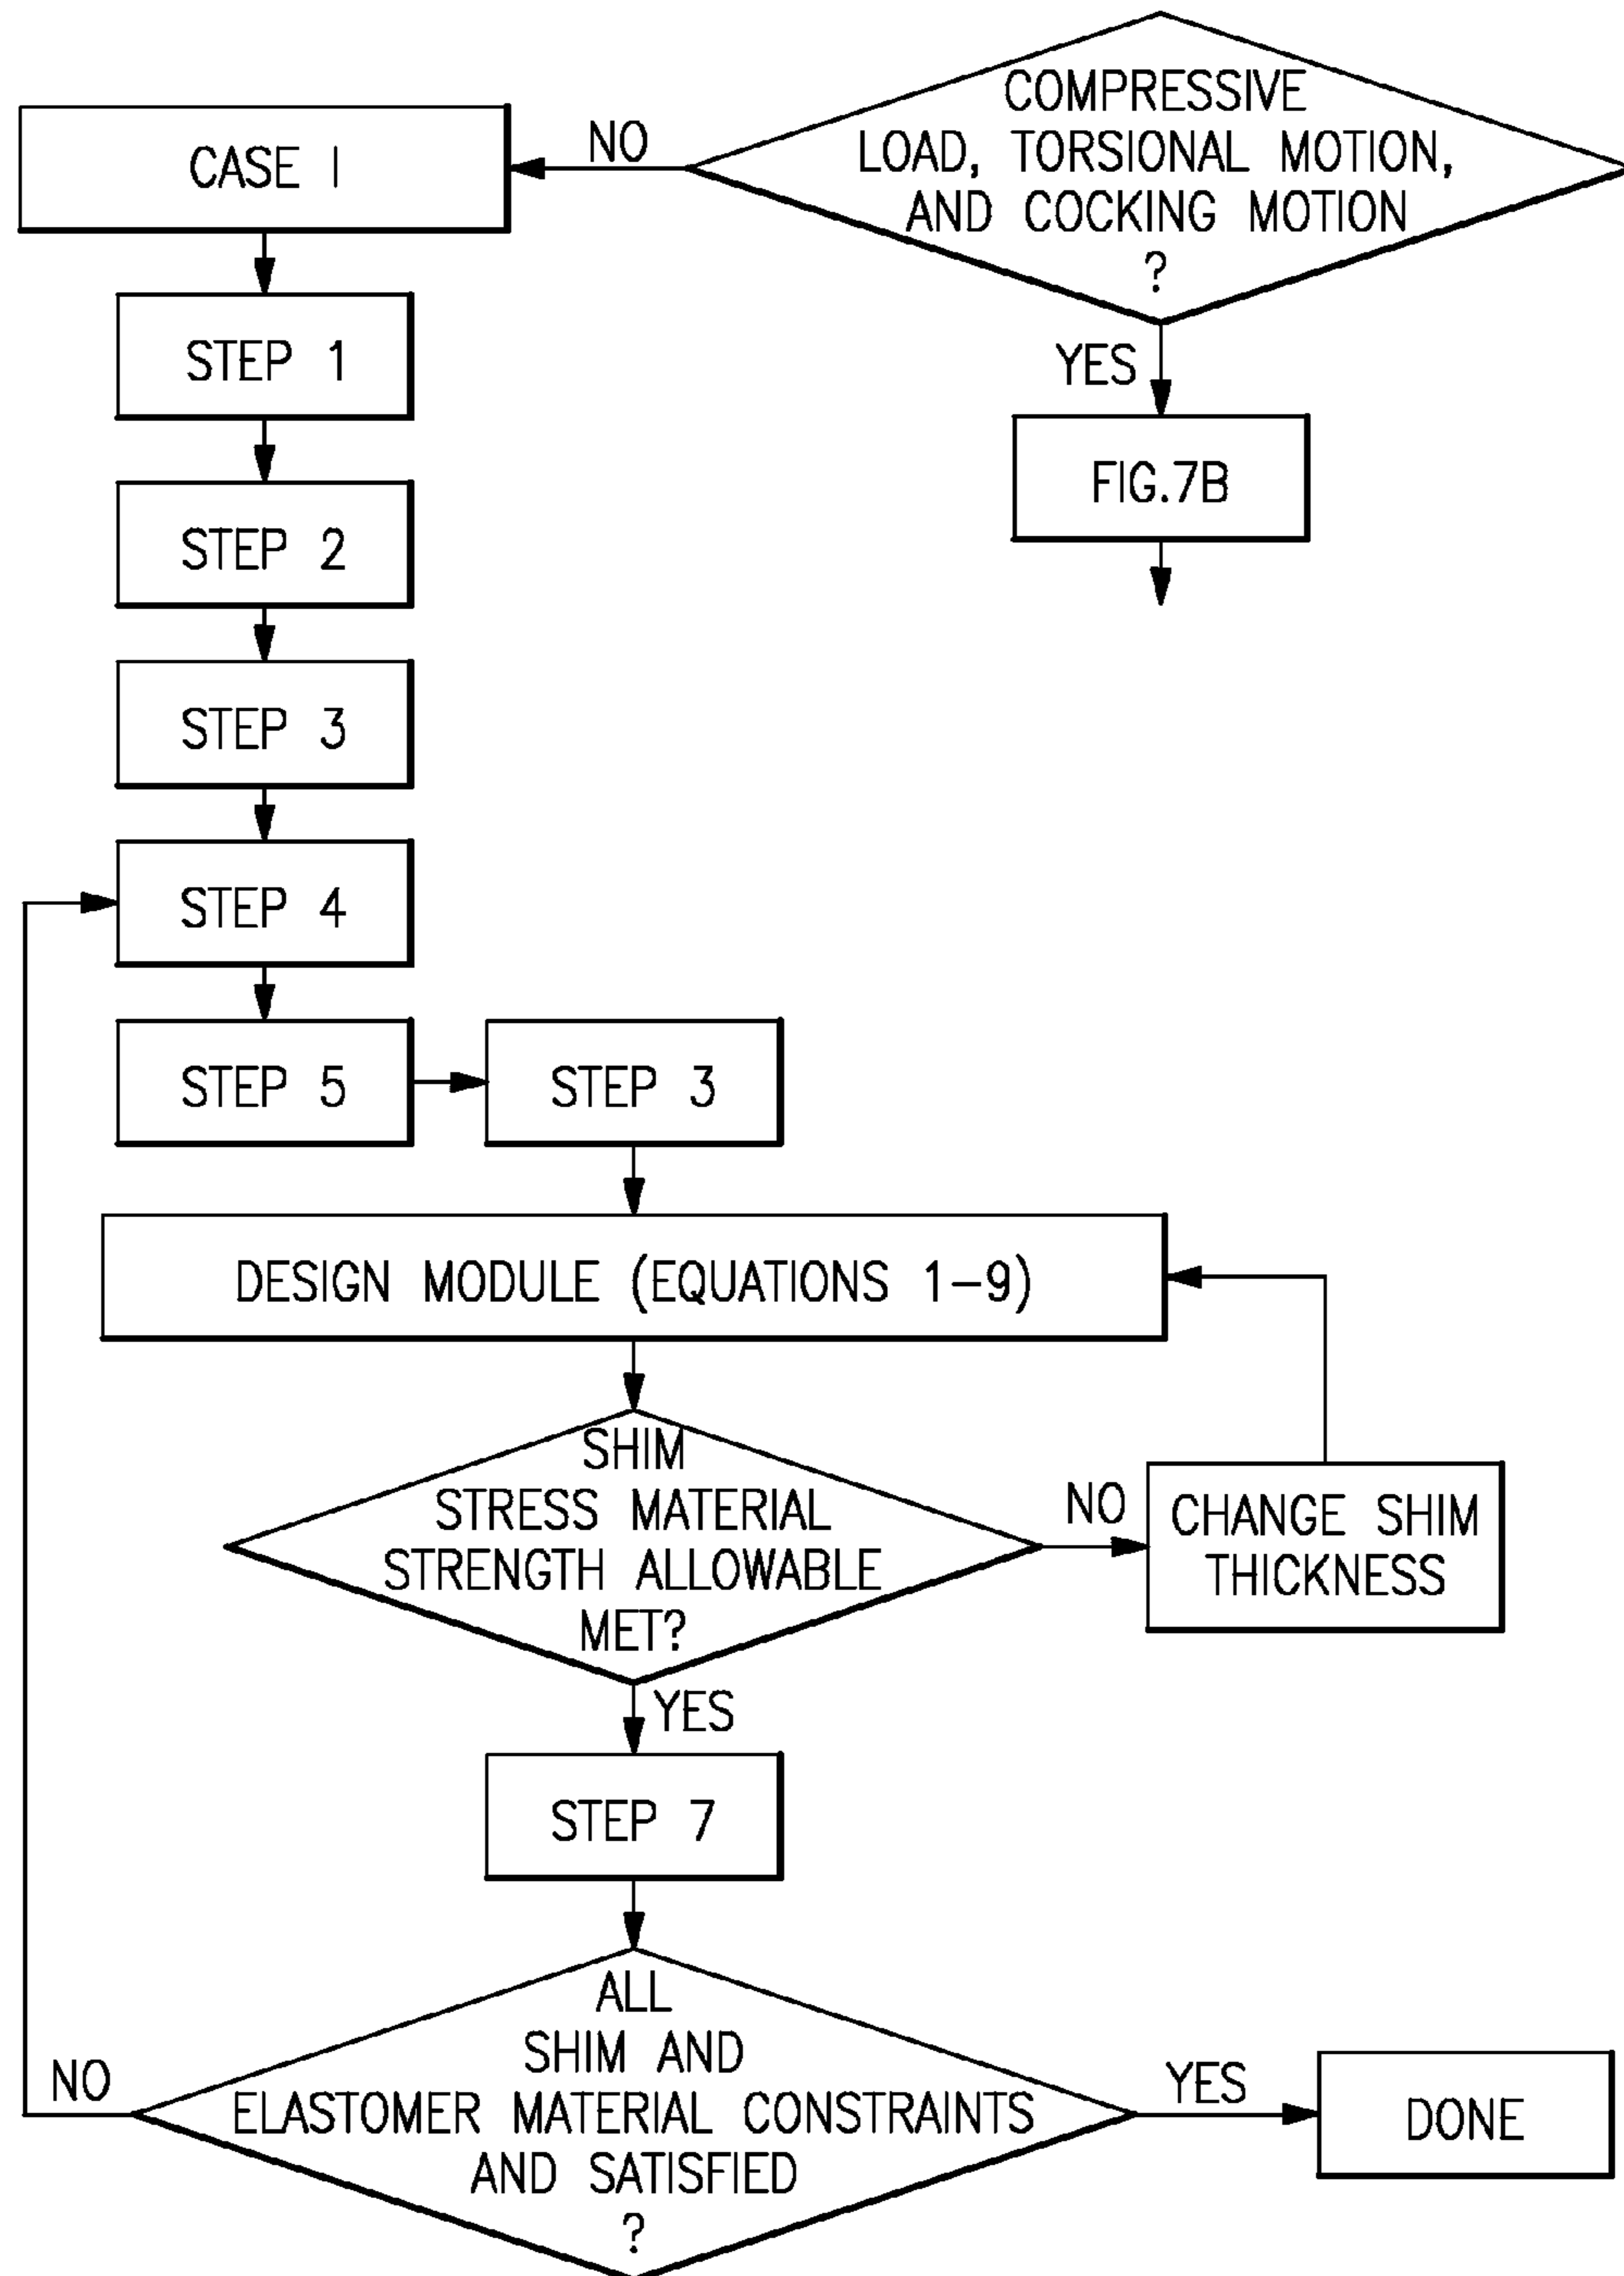 COMPRESSIVE
LOAD, TORSIONAL MOTION,
AND COCKING MOTION
?
NO
CASE I
YES
STEP 1
FIG.7B
STEP 2
STEP 3
STEP 4
STEP 5
STEP 3
DESIGN MODULE (EQUATIONS 1-9)
SHIM
STRESS MATERIAL
STRENGTH ALLOWABLE
MET?
NO
CHANGE SHIM
THICKNESS
YES
STEP 7
ALL
SHIM AND
ELASTOMER MATERIAL CONSTRAINTS
AND SATISFIED
?
NO
YES
DONE